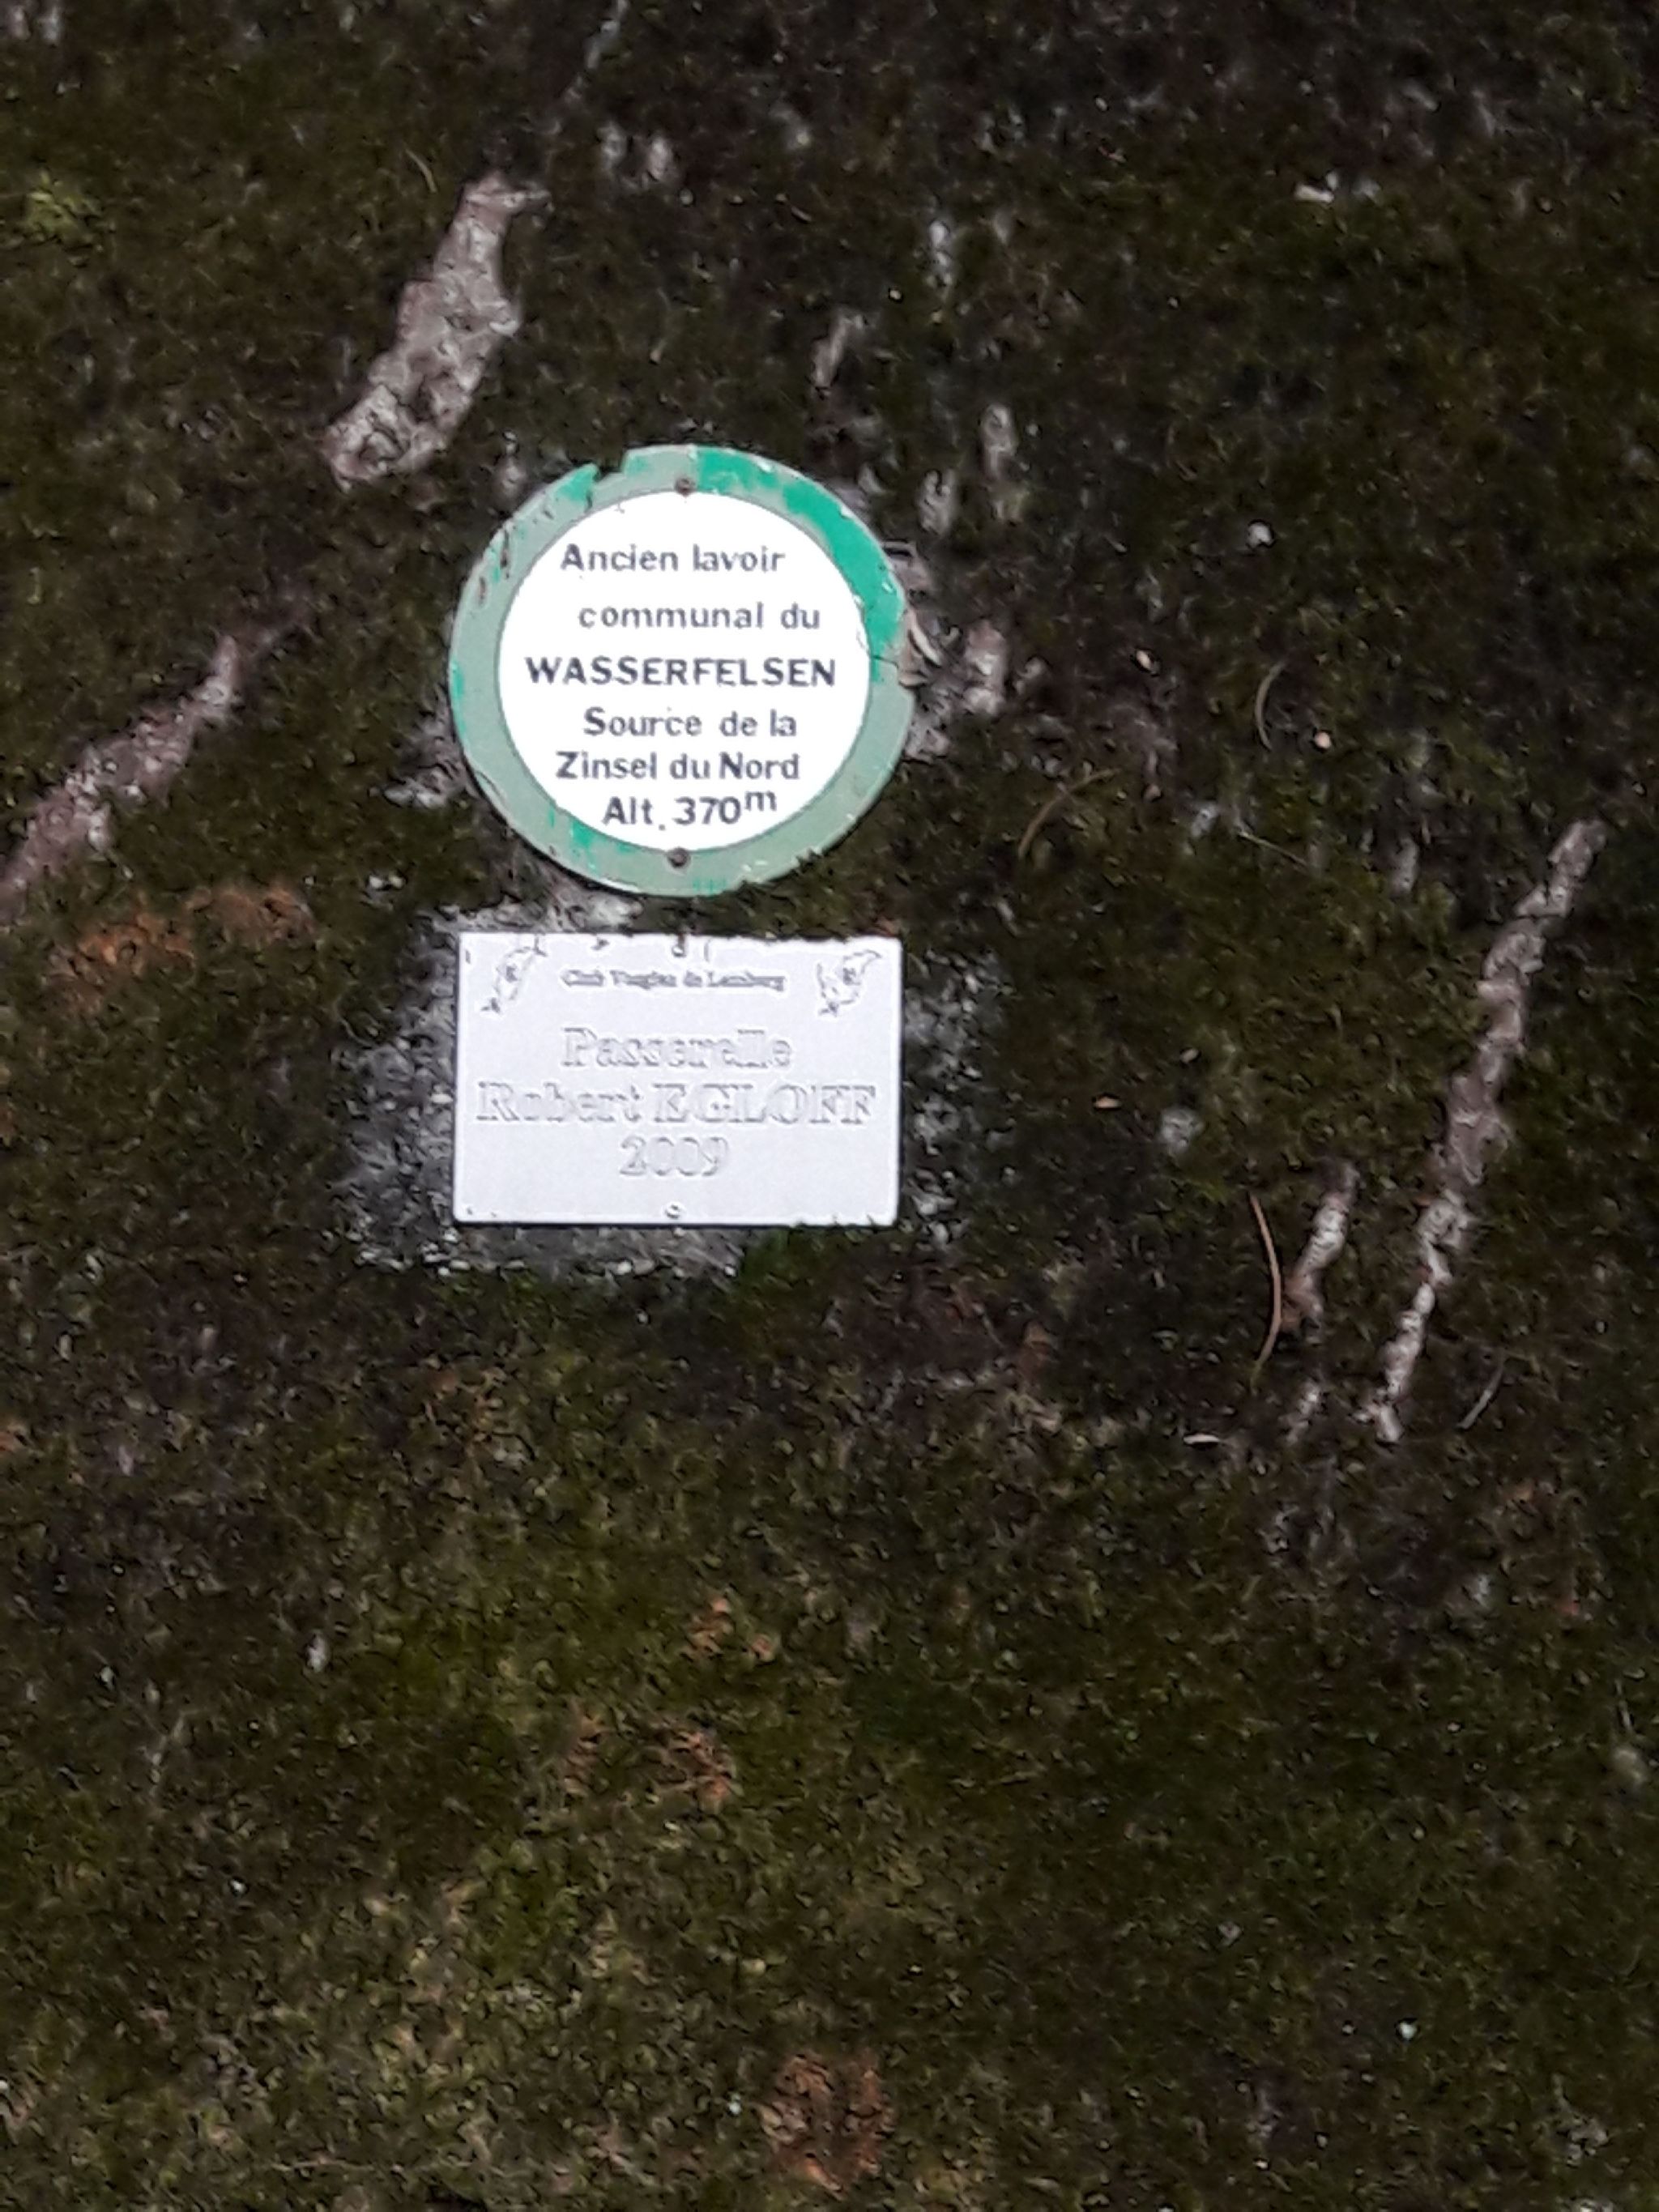 Ancien lavoir
communal du
WASSERFELSEN
Source de la
Zinsel du Nord
Alt. 370m
Club Vosgien de Lemberg
Passerelle
Robert EGLOFF
2009